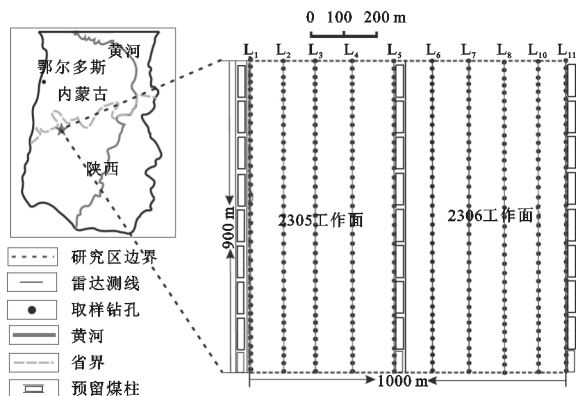 黄河
鄂尔多斯
内蒙古
陕西
研究区边界
雷达测线
取样钻孔
黄河
省界
预留煤柱
0 100 200 m
L1 L2 L3 L4 L5 L6 L7 L8 L10 L11
900 m
2305工作面
2306工作面
1000 m